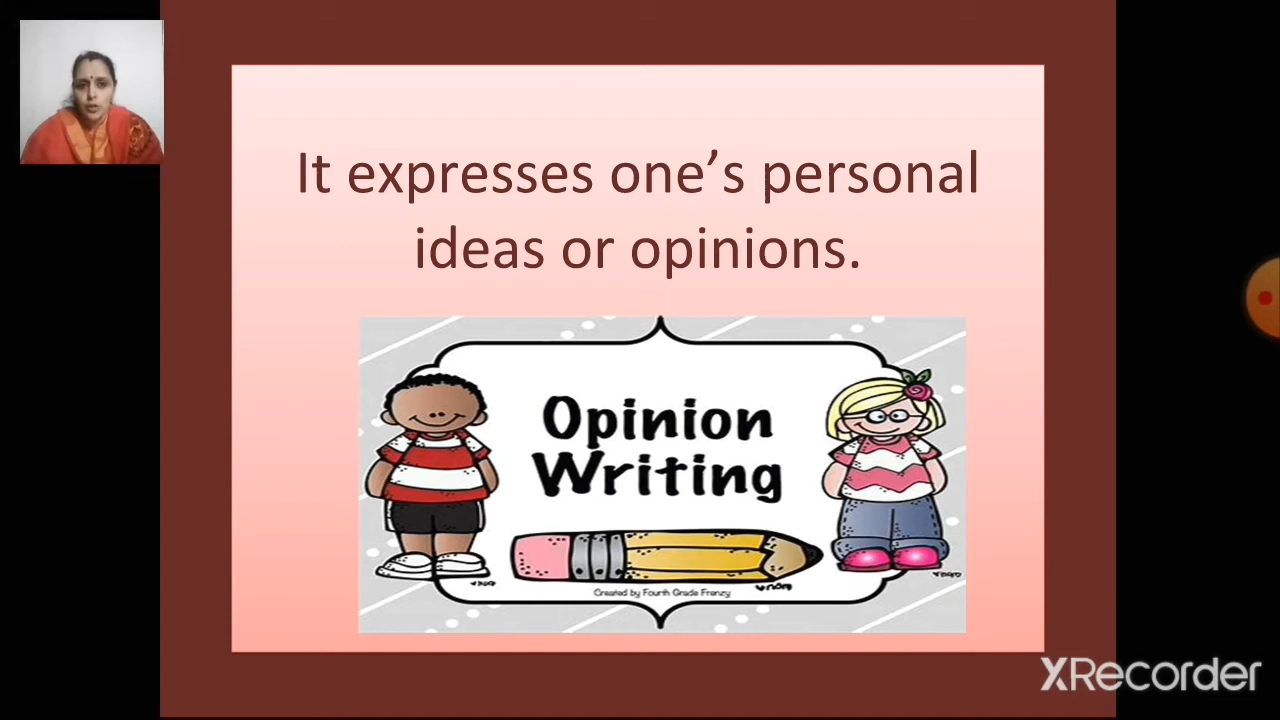 It expresses one’s personal
ideas or opinions.
Opinion
Writing
Created by Fourth Grade Frenzy
XRecorder